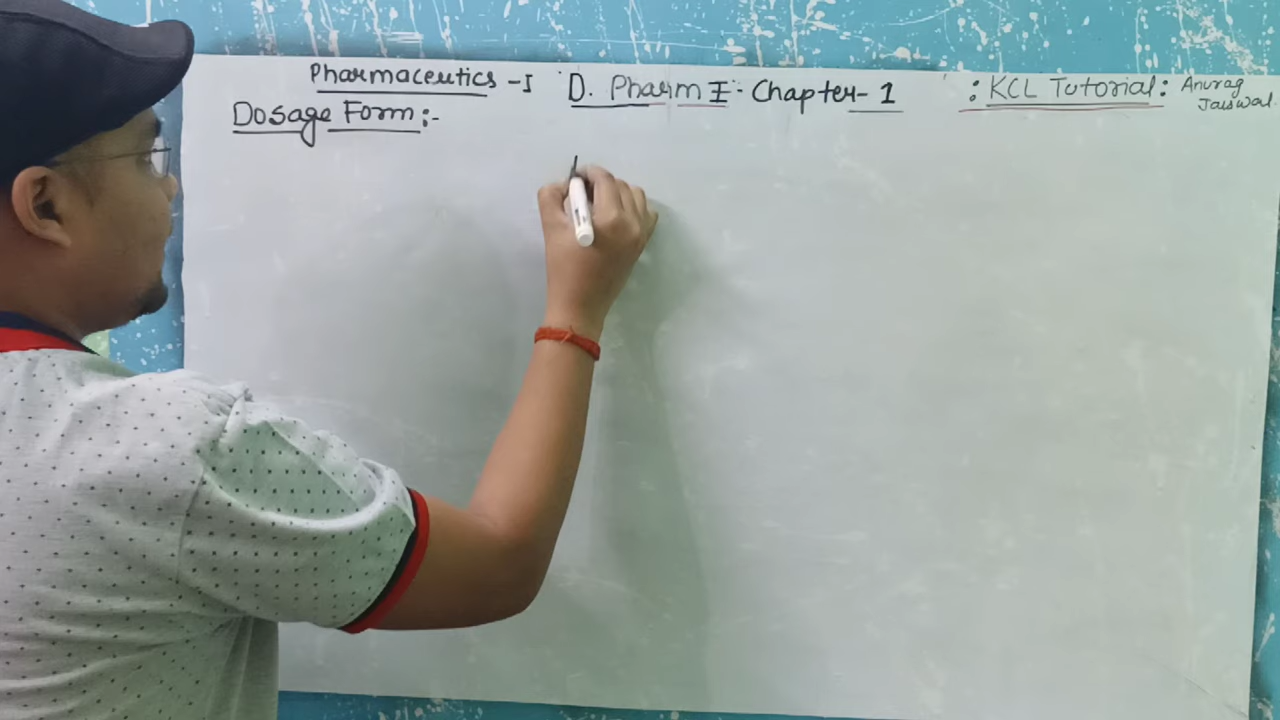 Pharmaceutics -I D. Pharm I - Chapter- 1 : KCL Tutorial : Anurag Jaiswal
Dosage Form:-